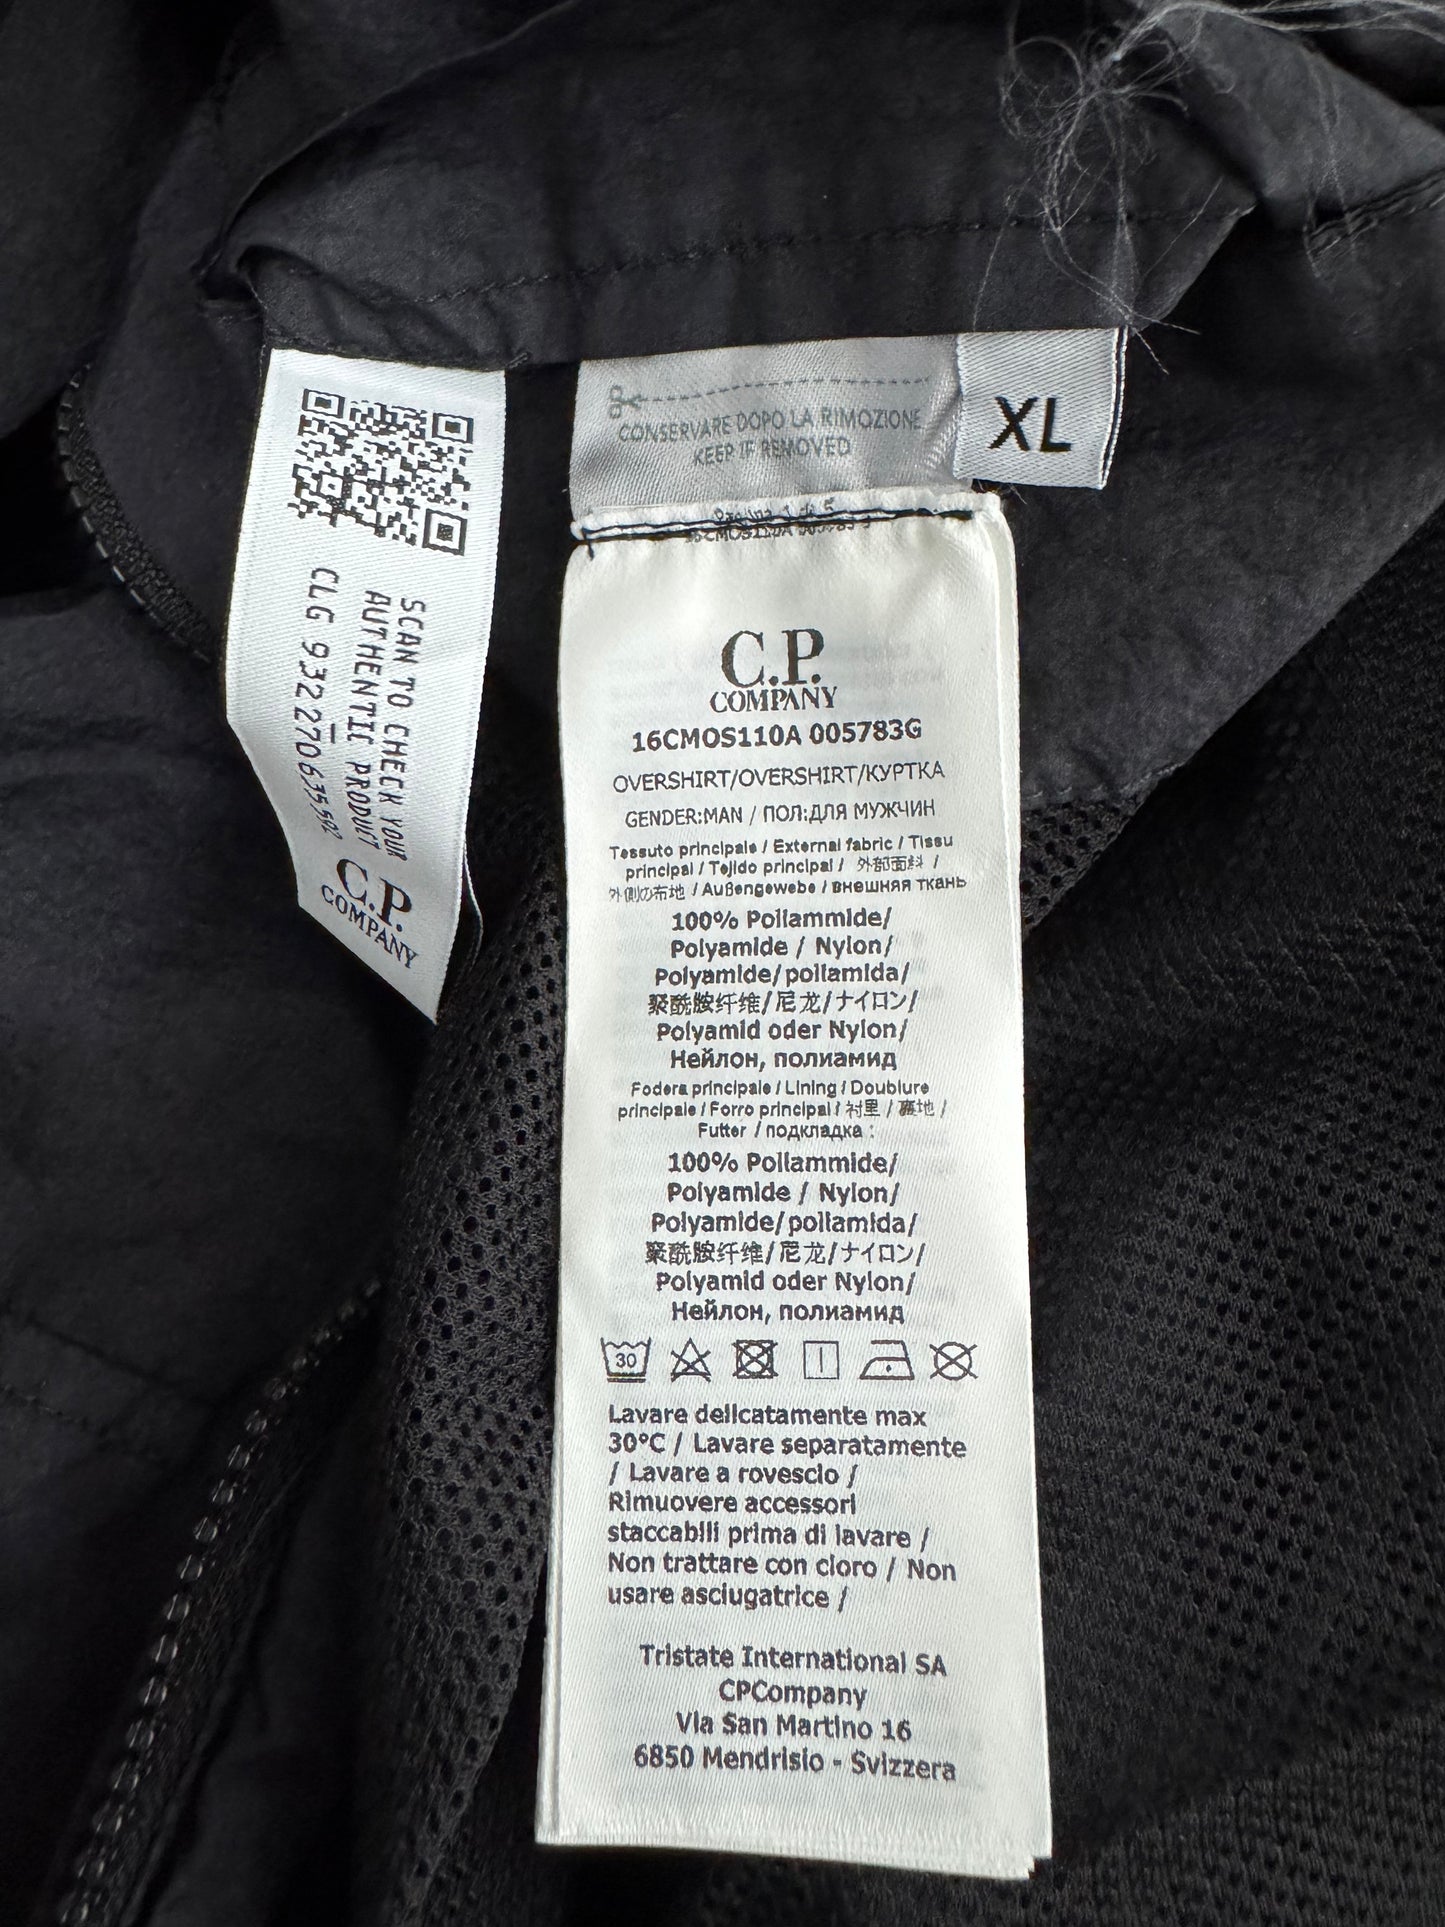 SCAN TO CHECK YOUR
AUTHENTIC PRODUCT
CLG 932270635592
C.P.
COMPANY
CONSERVARE DOPO LA RIMOZIONE
KEEP IF REMOVED
XL
C.P.
COMPANY
16CMOS110A 005783G
OVERSHIRT/OVERSHIRT/КУРТКА
GENDER:MAN / ПОЛ:ДЛЯ МУЖЧИН
Tessuto principale / External fabric / Tissu
principal / Tejido principal / 外部面料 /
外側の布地 / Außengewebe / внешняя ткань
100% Poliammide/
Polyamide / Nylon/
Polyamide/poliamida/
聚酰胺纤维/尼龙/ナイロン/
Polyamid oder Nylon/
Нейлон, полиамид
Fodera principale / Lining / Doublure
principale / Forro principal / 衬里 / 裏地 /
Futter / подкладка :
100% Poliammide/
Polyamide / Nylon/
Polyamide/poliamida/
聚酰胺纤维/尼龙/ナイロン/
Polyamid oder Nylon/
Нейлон, полиамид
30
Lavare delicatamente max
30°C / Lavare separatamente
/ Lavare a rovescio /
Rimuovere accessori
staccabili prima di lavare /
Non trattare con cloro / Non
usare asciugatrice /
Tristate International SA
CPCompany
Via San Martino 16
6850 Mendrisio - Svizzera